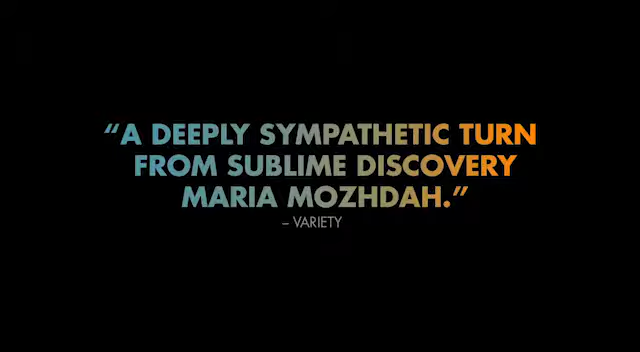 “A DEEPLY SYMPATHETIC TURN
FROM SUBLIME DISCOVERY
MARIA MOZHDAH.”
– VARIETY